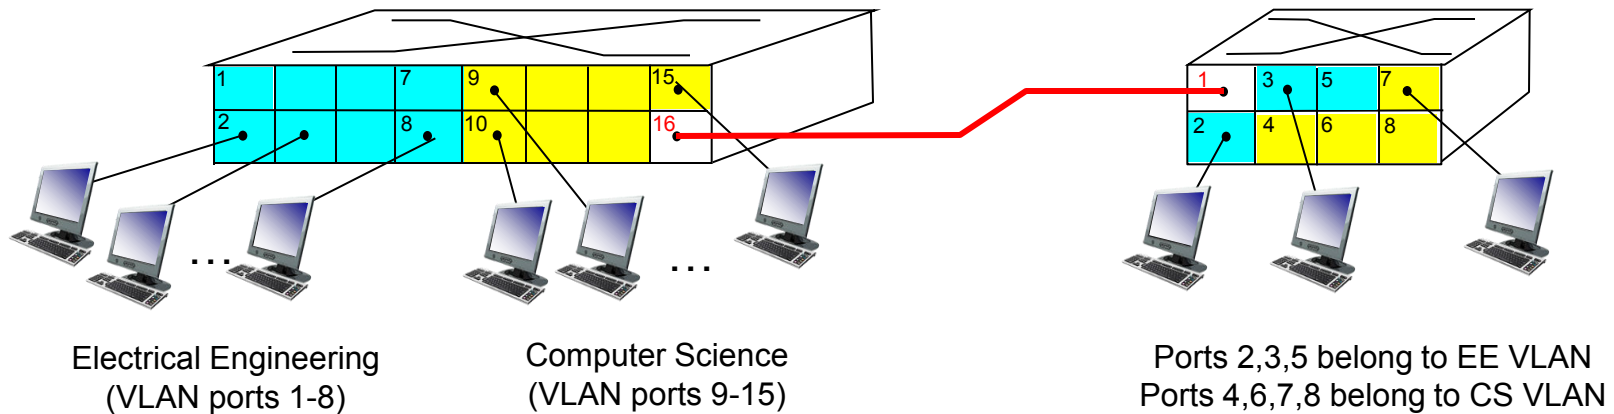 1 7 9 15
2 8 10 16
1 3 5 7
2 4 6 8
... ...
Electrical Engineering
(VLAN ports 1-8)
Computer Science
(VLAN ports 9-15)
Ports 2,3,5 belong to EE VLAN
Ports 4,6,7,8 belong to CS VLAN